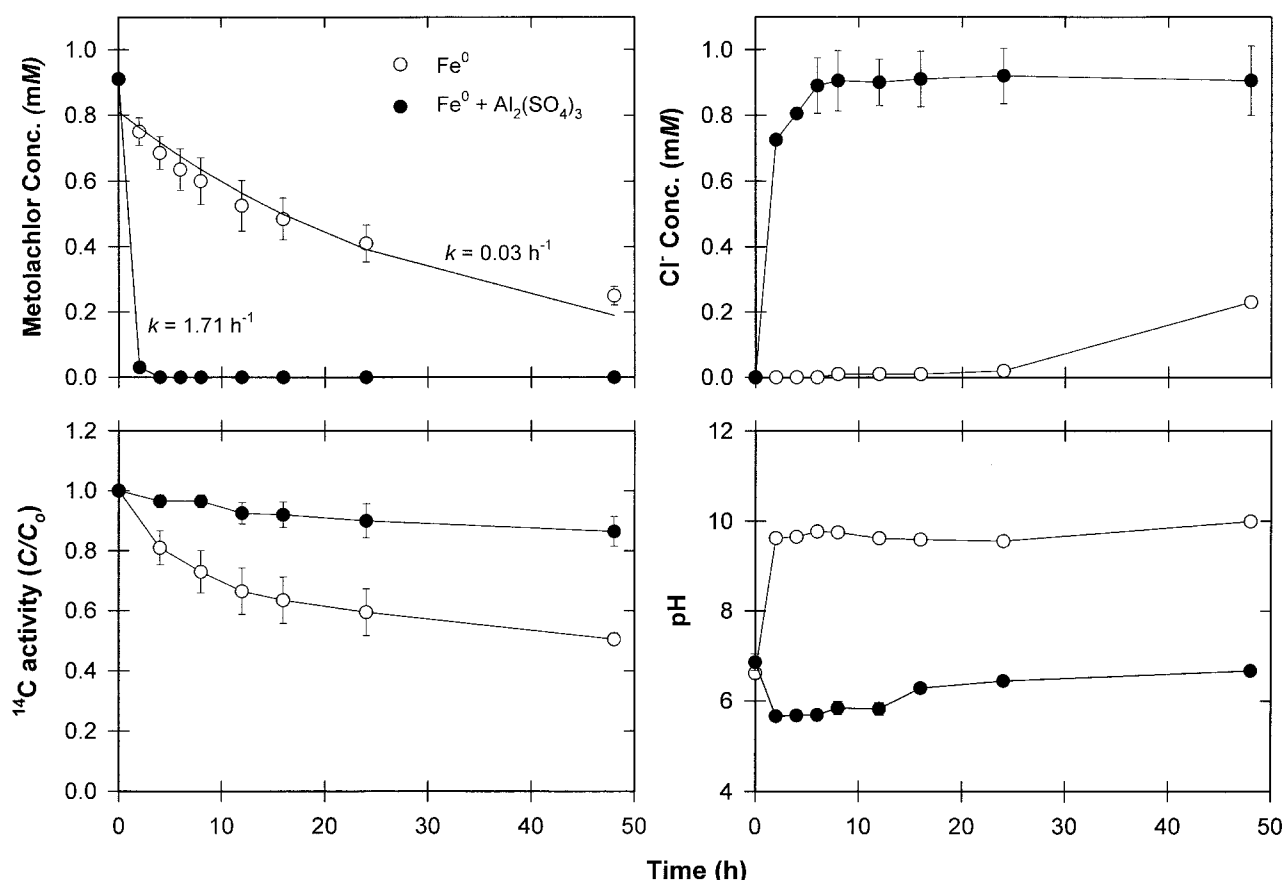 Metolachlor Conc. (mM)
1.0
0.8
0.6
0.4
0.2
0.0
Fe⁰
Fe⁰ + Al₂(SO₄)₃
k = 0.03 h⁻¹
k = 1.71 h⁻¹
Cl⁻ Conc. (mM)
1.0
0.8
0.6
0.4
0.2
0.0
¹⁴C activity (C/Cₒ)
1.2
1.0
0.8
0.6
0.4
0.2
0.0
0 10 20 30 40 50
pH
12
10
8
6
4
0 10 20 30 40 50
Time (h)